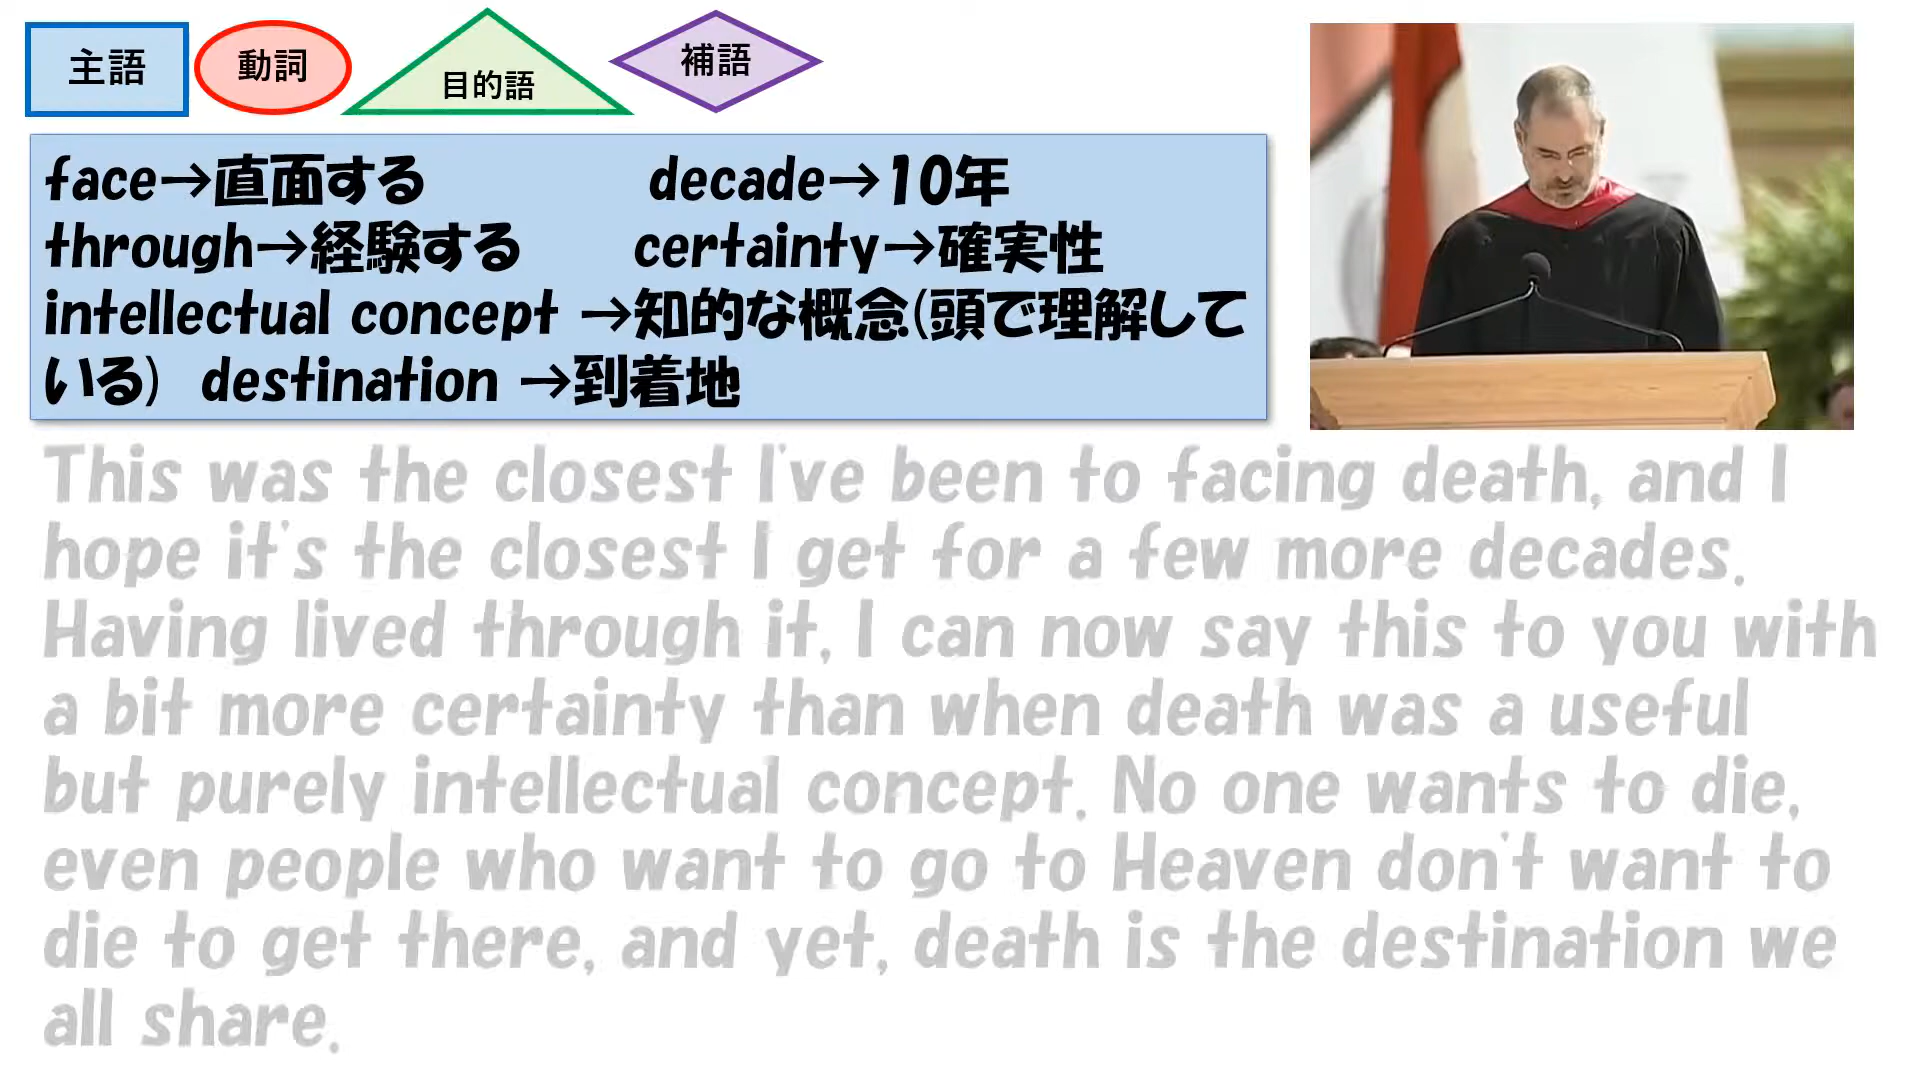 主語 動詞 目的語 補語
face→直面する decade→10年
through→経験する certainty→確実性
intellectual concept →知的な概念(頭で理解して
いる) destination →到着地
This was the closest I've been to facing death, and I
hope it's the closest I get for a few more decades.
Having lived through it, I can now say this to you with
a bit more certainty than when death was a useful
but purely intellectual concept. No one wants to die,
even people who want to go to Heaven don't want to
die to get there, and yet, death is the destination we
all share.